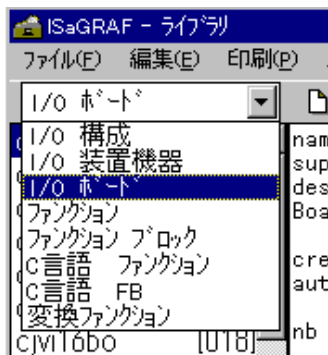 ISaGRAF - ﾗｲﾌﾞﾗﾘ
ﾌｧｲﾙ(F) 編集(E) 印刷(P)
I/O ﾎﾞｰﾄﾞ
I/O 構成
I/O 装置機器
I/O ﾎﾞｰﾄﾞ
ﾌｧﾝｸｼｮﾝ
ﾌｧﾝｸｼｮﾝ ﾌﾞﾛｯｸ
C言語 ﾌｧﾝｸｼｮﾝ
C言語 FB
変換ﾌｧﾝｸｼｮﾝ
cjvi16bo [018]
nam
sup
des
Boa
cre
aut
nb